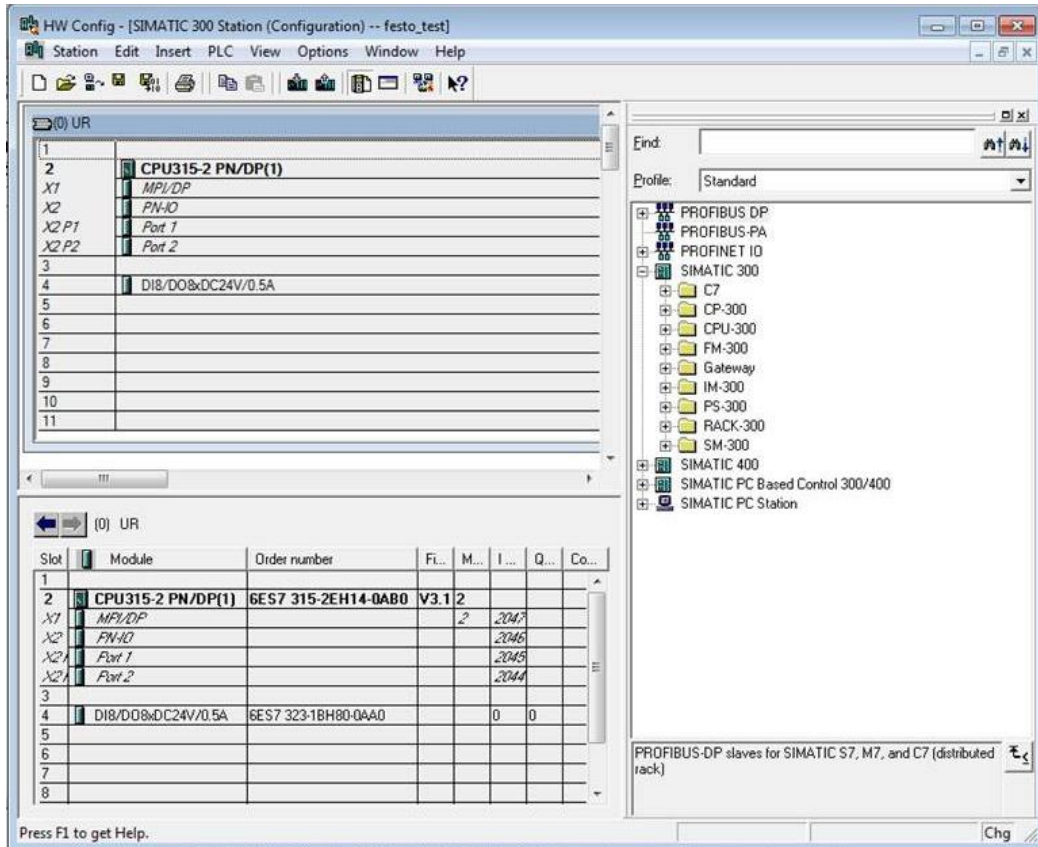 HW Config - [SIMATIC 300 Station (Configuration) -- festo_test]
Station Edit Insert PLC View Options Window Help
(0) UR
1
2 CPU315-2 PN/DP(1)
X1 MPI/DP
X2 PN-IO
X2 P1 Port 1
X2 P2 Port 2
3
4 DI8/DO8xDC24V/0.5A
5
6
7
8
9
10
11
(0) UR
Slot Module Order number Fi... M... I ... Q... Co...
1
2 CPU315-2 PN/DP(1) 6ES7 315-2EH14-0AB0 V3.1 2
X1 MPI/DP 2 2047
X2 PN-IO 2046
X2 Port 1 2045
X2 Port 2 2044
3
4 DI8/DO8xDC24V/0.5A 6ES7 323-1BH80-0AA0 0 0
5
6
7
8
Find:
Profile: Standard
PROFIBUS DP
PROFIBUS-PA
PROFINET IO
SIMATIC 300
C7
CP-300
CPU-300
FM-300
Gateway
IM-300
PS-300
RACK-300
SM-300
SIMATIC 400
SIMATIC PC Based Control 300/400
SIMATIC PC Station
PROFIBUS-DP slaves for SIMATIC S7, M7, and C7 (distributed
rack)
Press F1 to get Help.
Chg